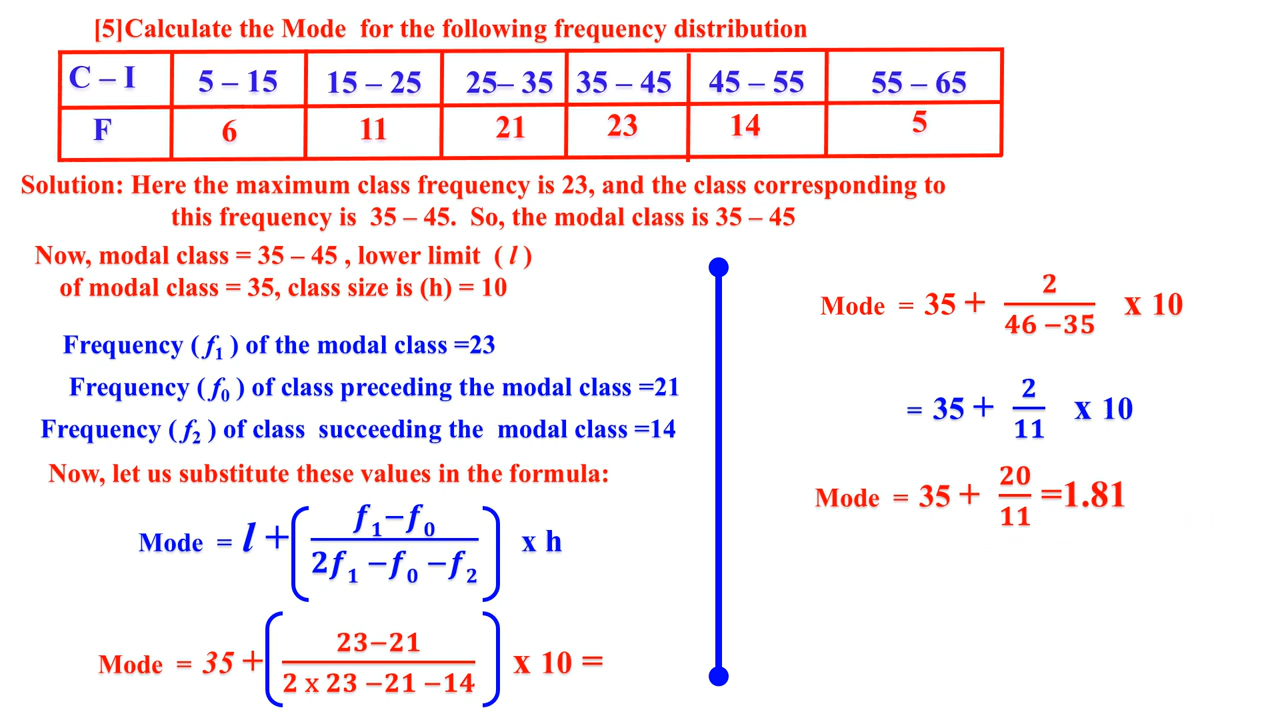 [5]Calculate the Mode for the following frequency distribution
C – I 5 – 15 15 – 25 25– 35 35 – 45 45 – 55 55 – 65
F 6 11 21 23 14 5
Solution: Here the maximum class frequency is 23, and the class corresponding to
this frequency is 35 – 45. So, the modal class is 35 – 45
Now, modal class = 35 – 45 , lower limit ( l )
of modal class = 35, class size is (h) = 10
Frequency ( f₁ ) of the modal class =23
Frequency ( f₀ ) of class preceding the modal class =21
Frequency ( f₂ ) of class succeeding the modal class =14
Now, let us substitute these values in the formula:
Mode = l + ( f₁−f₀ / 2f₁ −f₀ −f₂ ) x h
Mode = 35 + ( 23−21 / 2 x 23 −21 −14 ) x 10 =
Mode = 35 + 2 / 46 −35 x 10
= 35 + 2 / 11 x 10
Mode = 35 + 20 / 11 =1.81